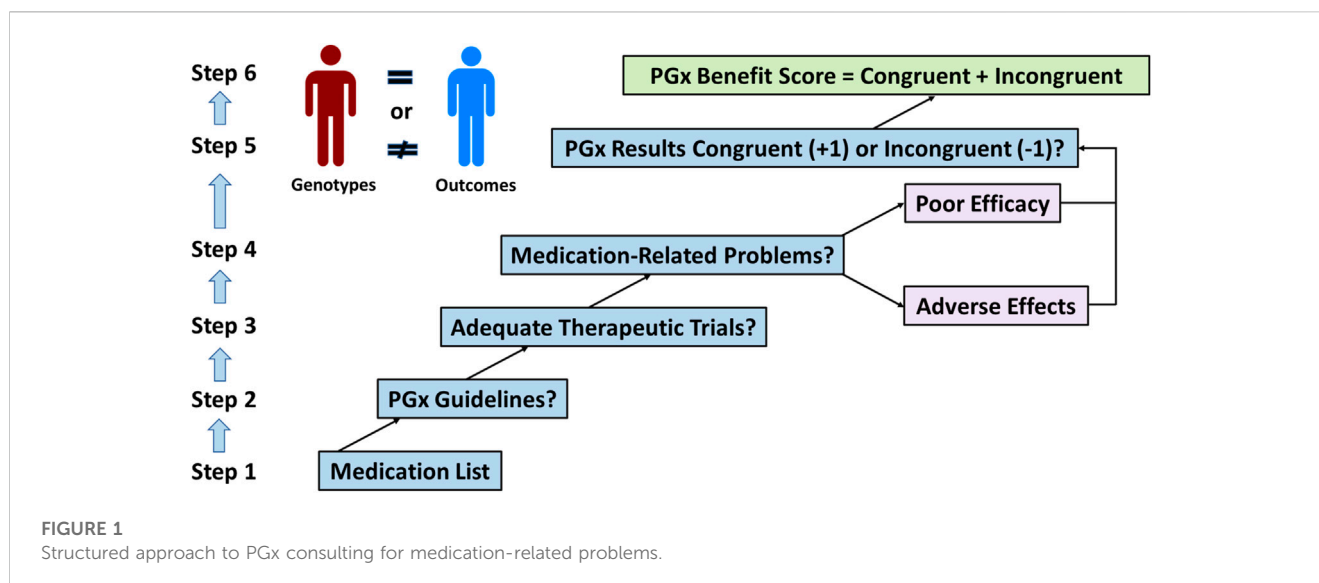 Step 6
PGx Benefit Score = Congruent + Incongruent
=
or
≠
Step 5
PGx Results Congruent (+1) or Incongruent (-1)?
Genotypes
Outcomes
Poor Efficacy
Step 4
Medication-Related Problems?
Adverse Effects
Step 3
Adequate Therapeutic Trials?
Step 2
PGx Guidelines?
Step 1
Medication List
FIGURE 1
Structured approach to PGx consulting for medication-related problems.